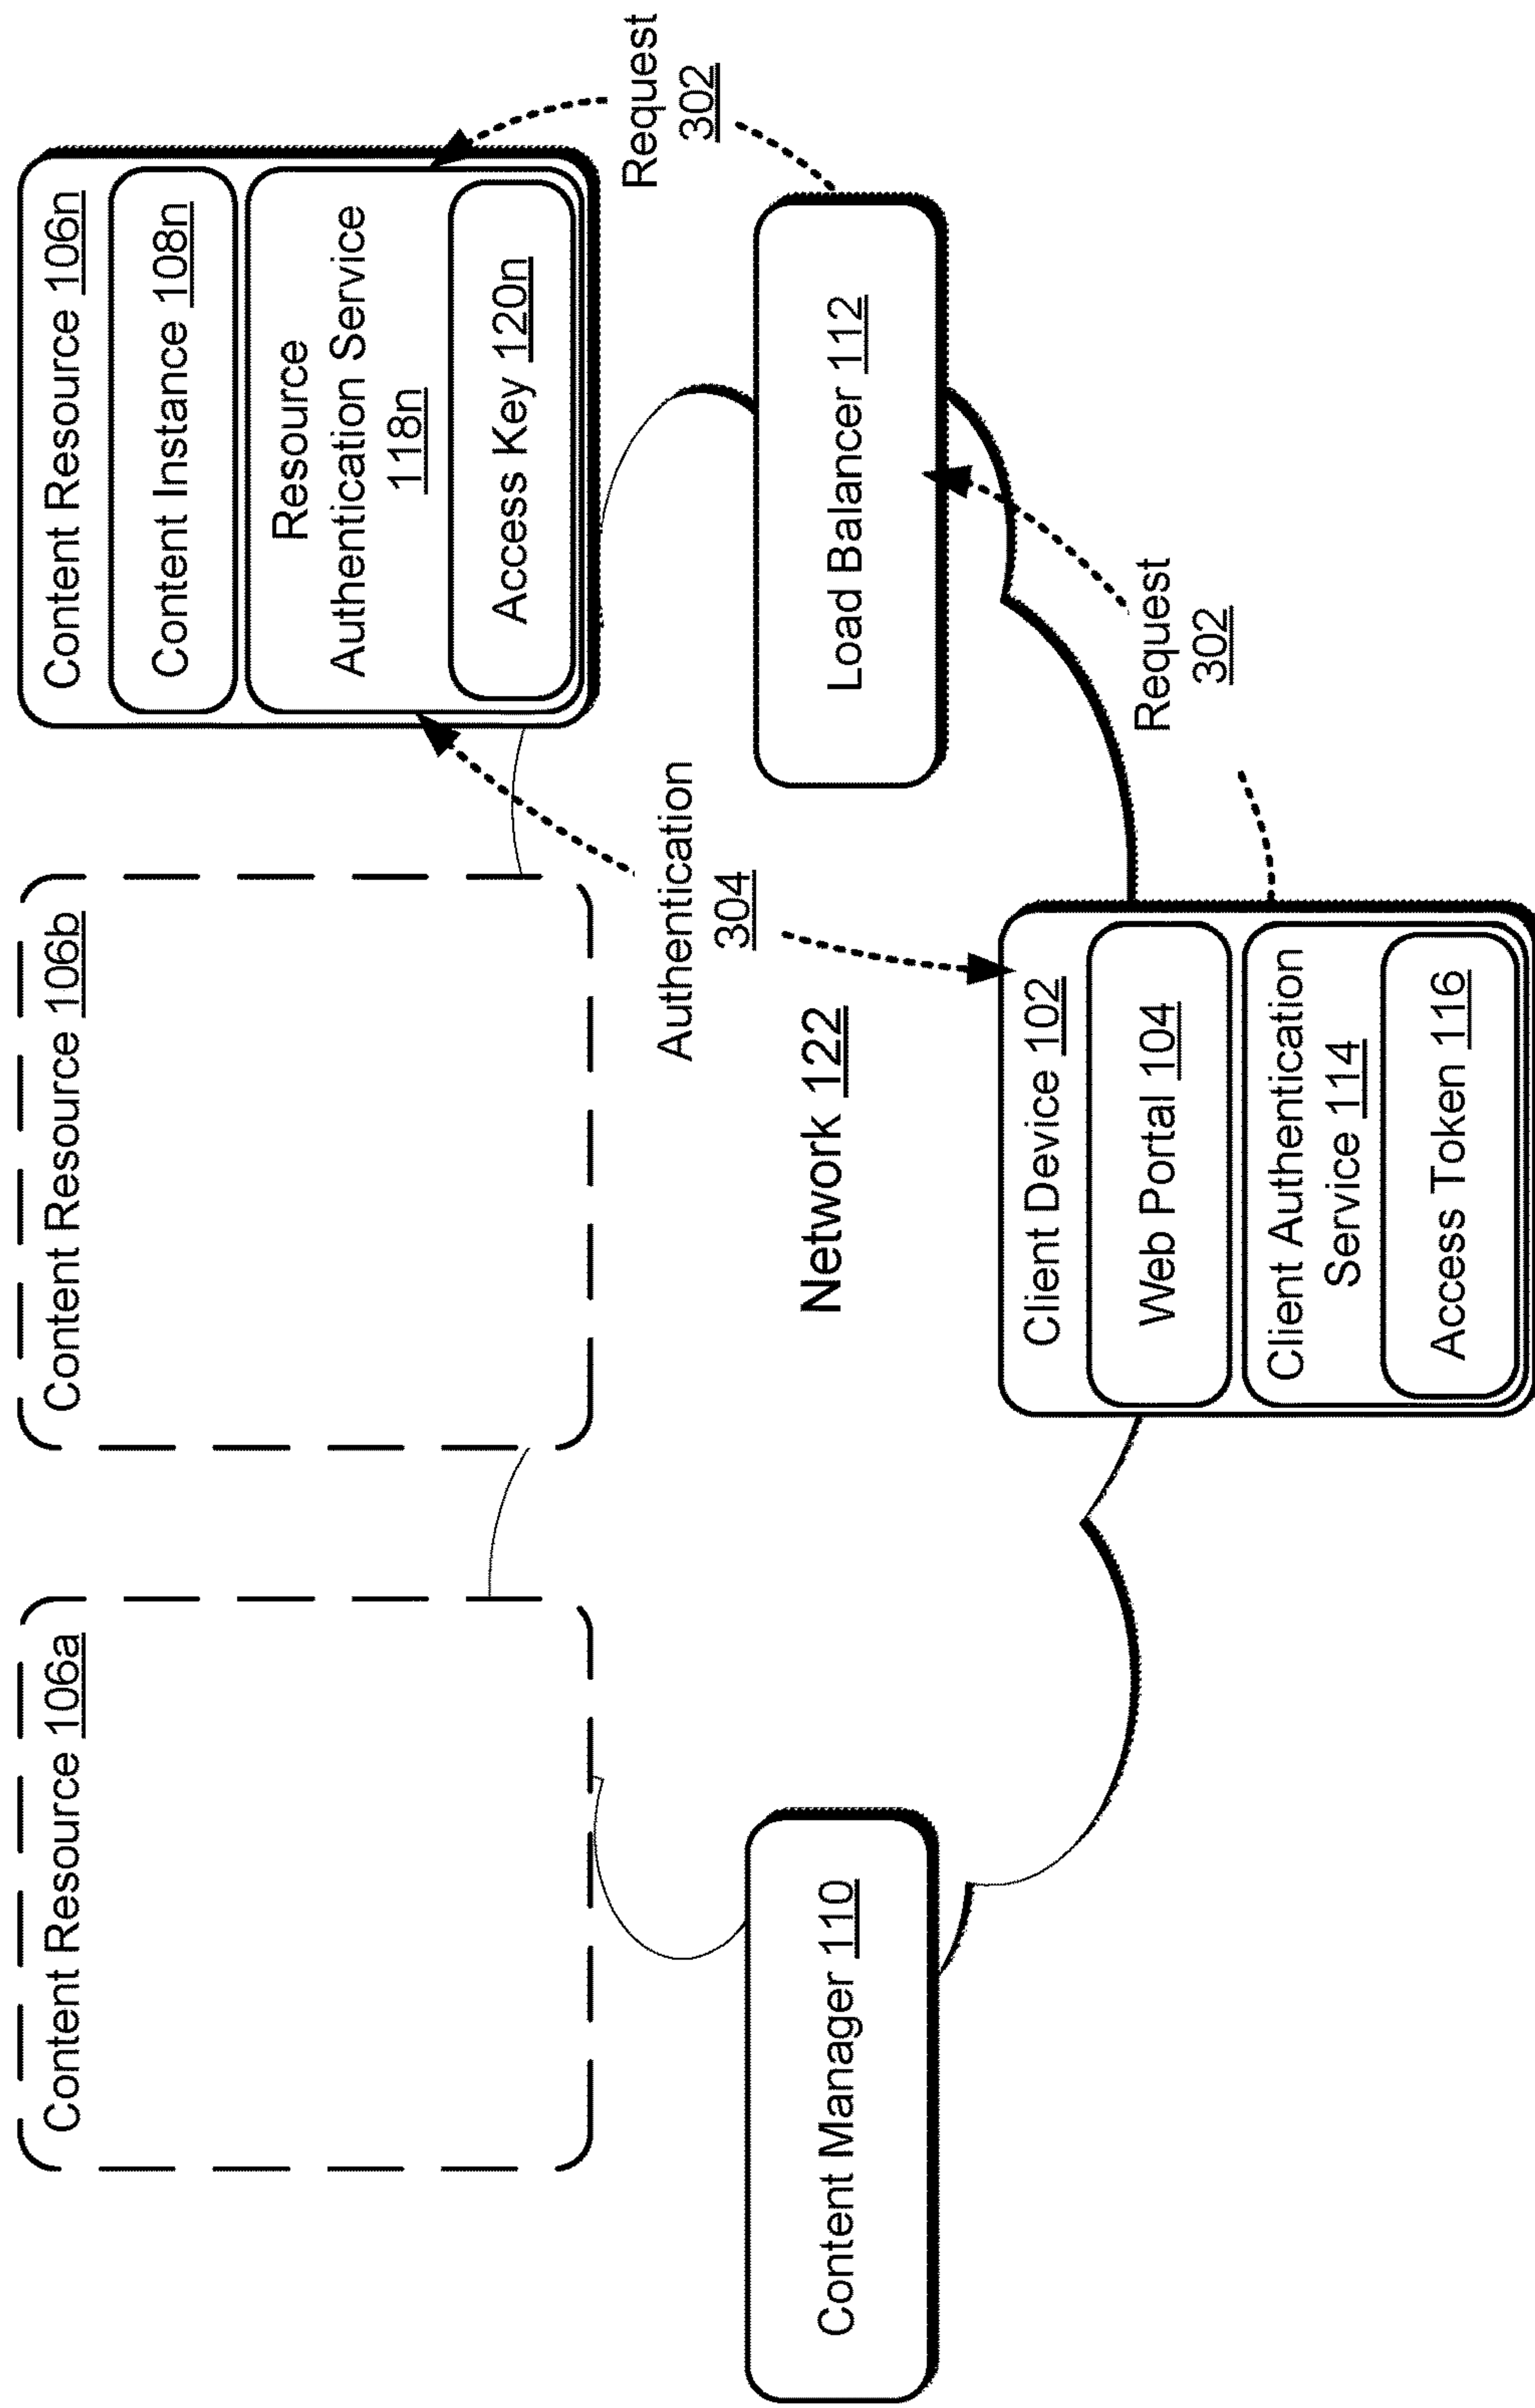 Content Resource 106a
Content Resource 106b
Content Resource 106n
Content Instance 108n
Resource
Authentication Service
118n
Access Key 120n
Request
302
Authentication
304
Content Manager 110
Network 122
Load Balancer 112
Request
302
Client Device 102
Web Portal 104
Client Authentication
Service 114
Access Token 116